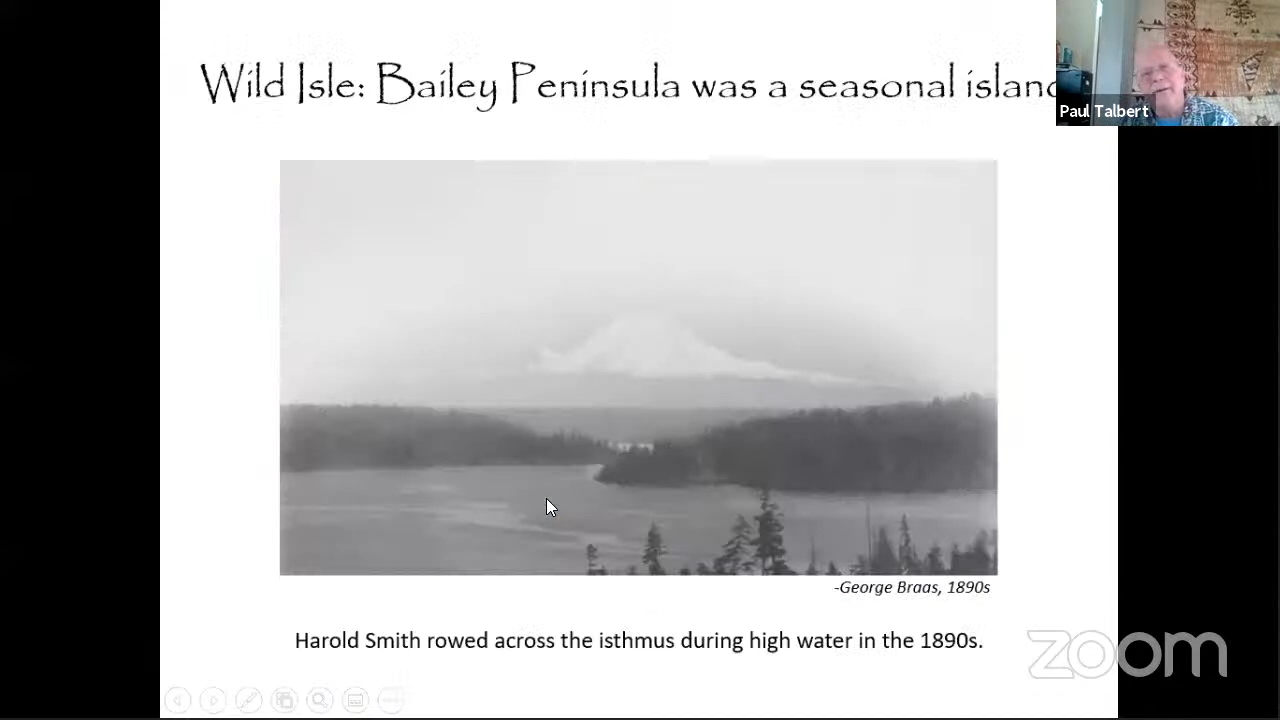 Wild Isle: Bailey Peninsula was a seasonal islan
Paul Talbert
-George Braas, 1890s
Harold Smith rowed across the isthmus during high water in the 1890s.
zoom